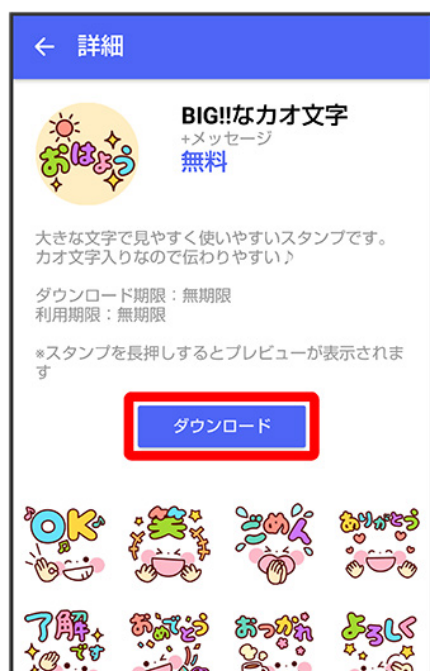 ← 詳細
おはよう
BIG!!なカオ文字
+メッセージ
無料
大きな文字で見やすく使いやすいスタンプです。
カオ文字入りなので伝わりやすい♪
ダウンロード期限：無期限
利用期限：無期限
※スタンプを長押しするとプレビューが表示されま
す
ダウンロード
OK
笑
ごめん
ありがとう
了解です
おめでとう
おつかれ
よろしく